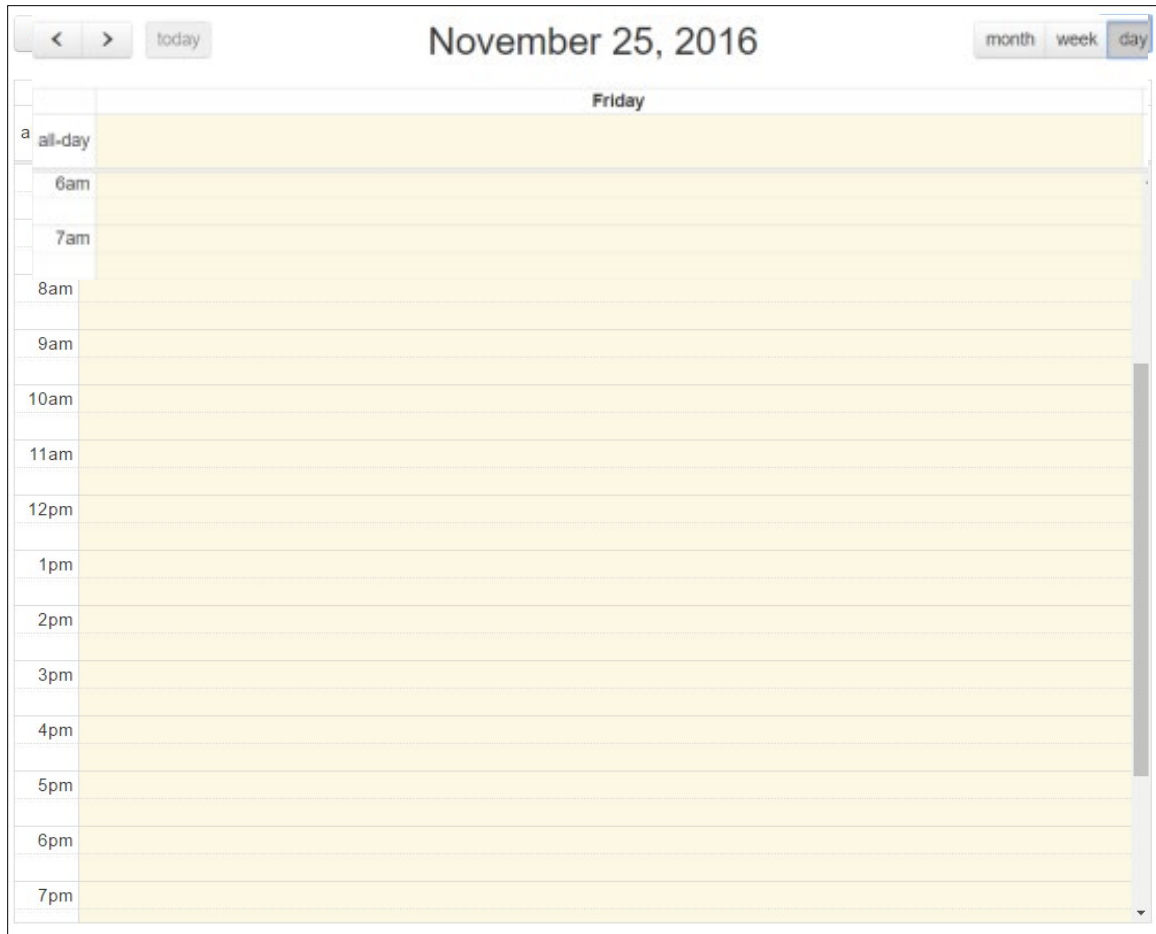 < > today November 25, 2016 month week day
Friday
a all-day
6am
7am
8am
9am
10am
11am
12pm
1pm
2pm
3pm
4pm
5pm
6pm
7pm